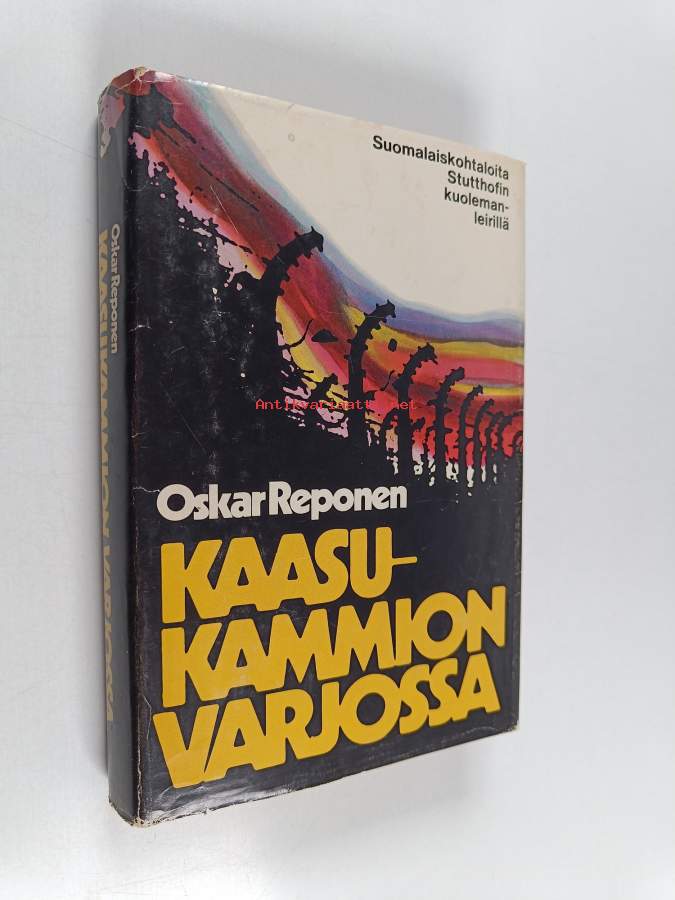 Suomalaiskohtaloita
Stutthofin
kuoleman-
leirillä
Oskar Reponen
KAASU-
KAMMION
VARJOSSA
Oskar Reponen
KAASUKAMMION VARJOSSA
Antikvariaatti.net